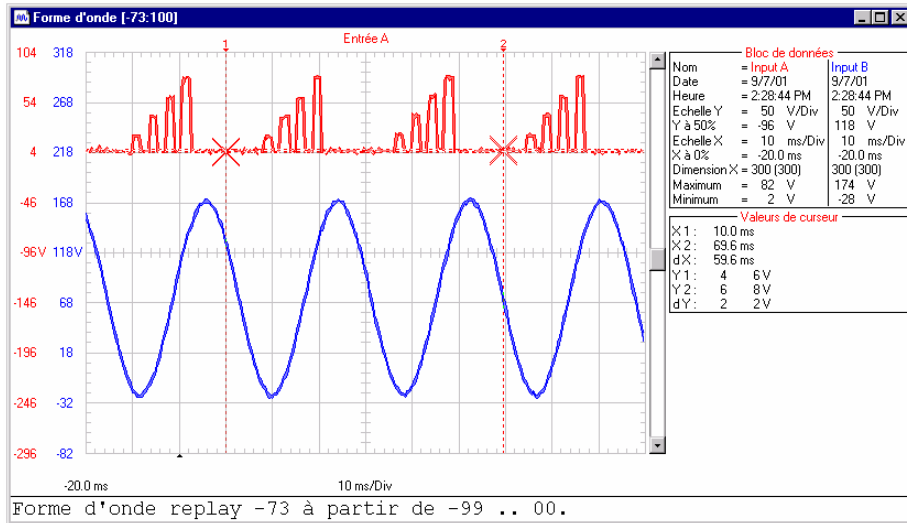 Forme d'onde [-73:100]
Entrée A
1
2
104 318
54 268
4 218
-46 168
-96V 118V
-146 68
-196 18
-246 -32
-296 -82
-20.0 ms
10 ms/Div
Bloc de données
Nom = Input A Input B
Date = 9/7/01 9/7/01
Heure = 2:28:44 PM 2:28:44 PM
Echelle Y = 50 V/Div 50 V/Div
Y à 50% = -96 V 118 V
Echelle X = 10 ms/Div 10 ms/Div
X à 0% = -20.0 ms -20.0 ms
Dimension X = 300 (300) 300 (300)
Maximum = 82 V 174 V
Minimum = 2 V -28 V
Valeurs de curseur
X1 : 10.0 ms
X2 : 69.6 ms
dX : 59.6 ms
Y1 : 4 6 V
Y2 : 6 8 V
dY : 2 2 V
Forme d'onde replay -73 à partir de -99 .. 00.